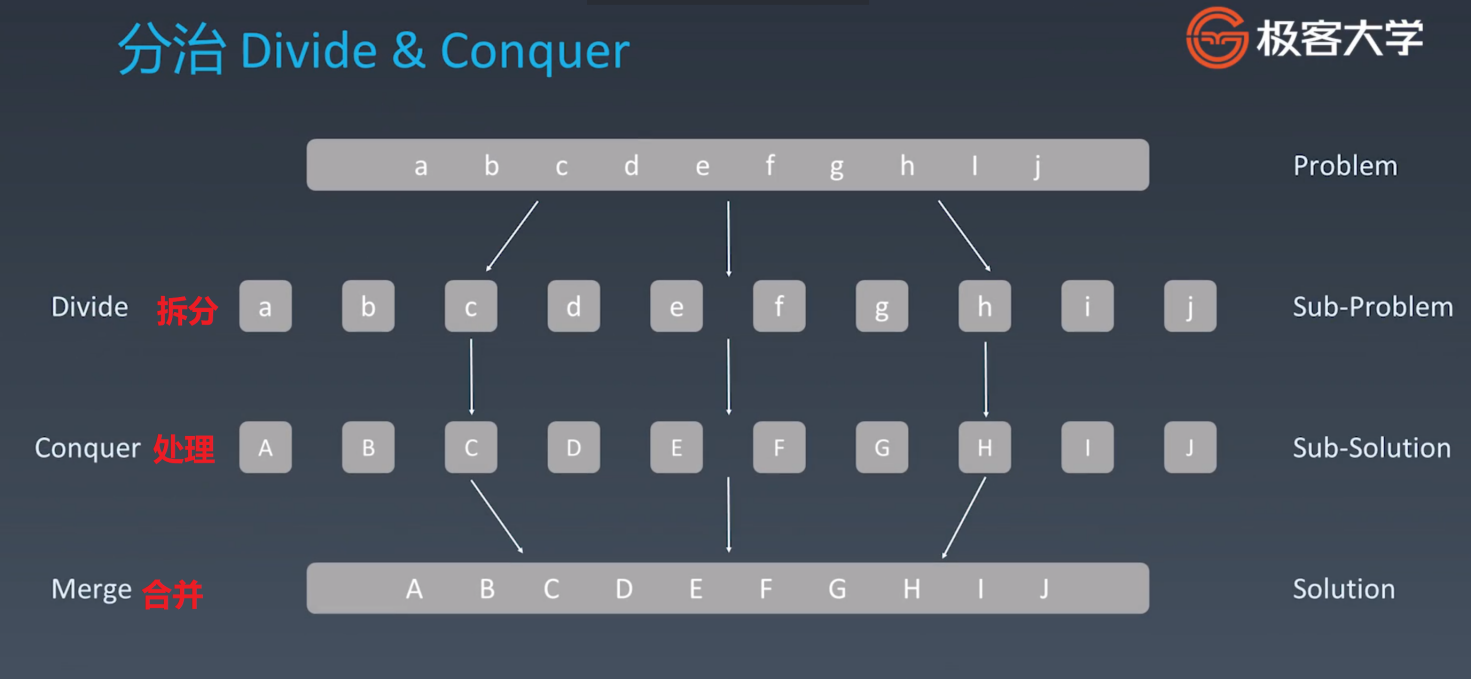 分治 Divide & Conquer
极客大学
a b c d e f g h I j Problem
Divide 拆分 a b c d e f g h i j Sub-Problem
Conquer 处理 A B C D E F G H I J Sub-Solution
Merge 合并 A B C D E F G H I J Solution